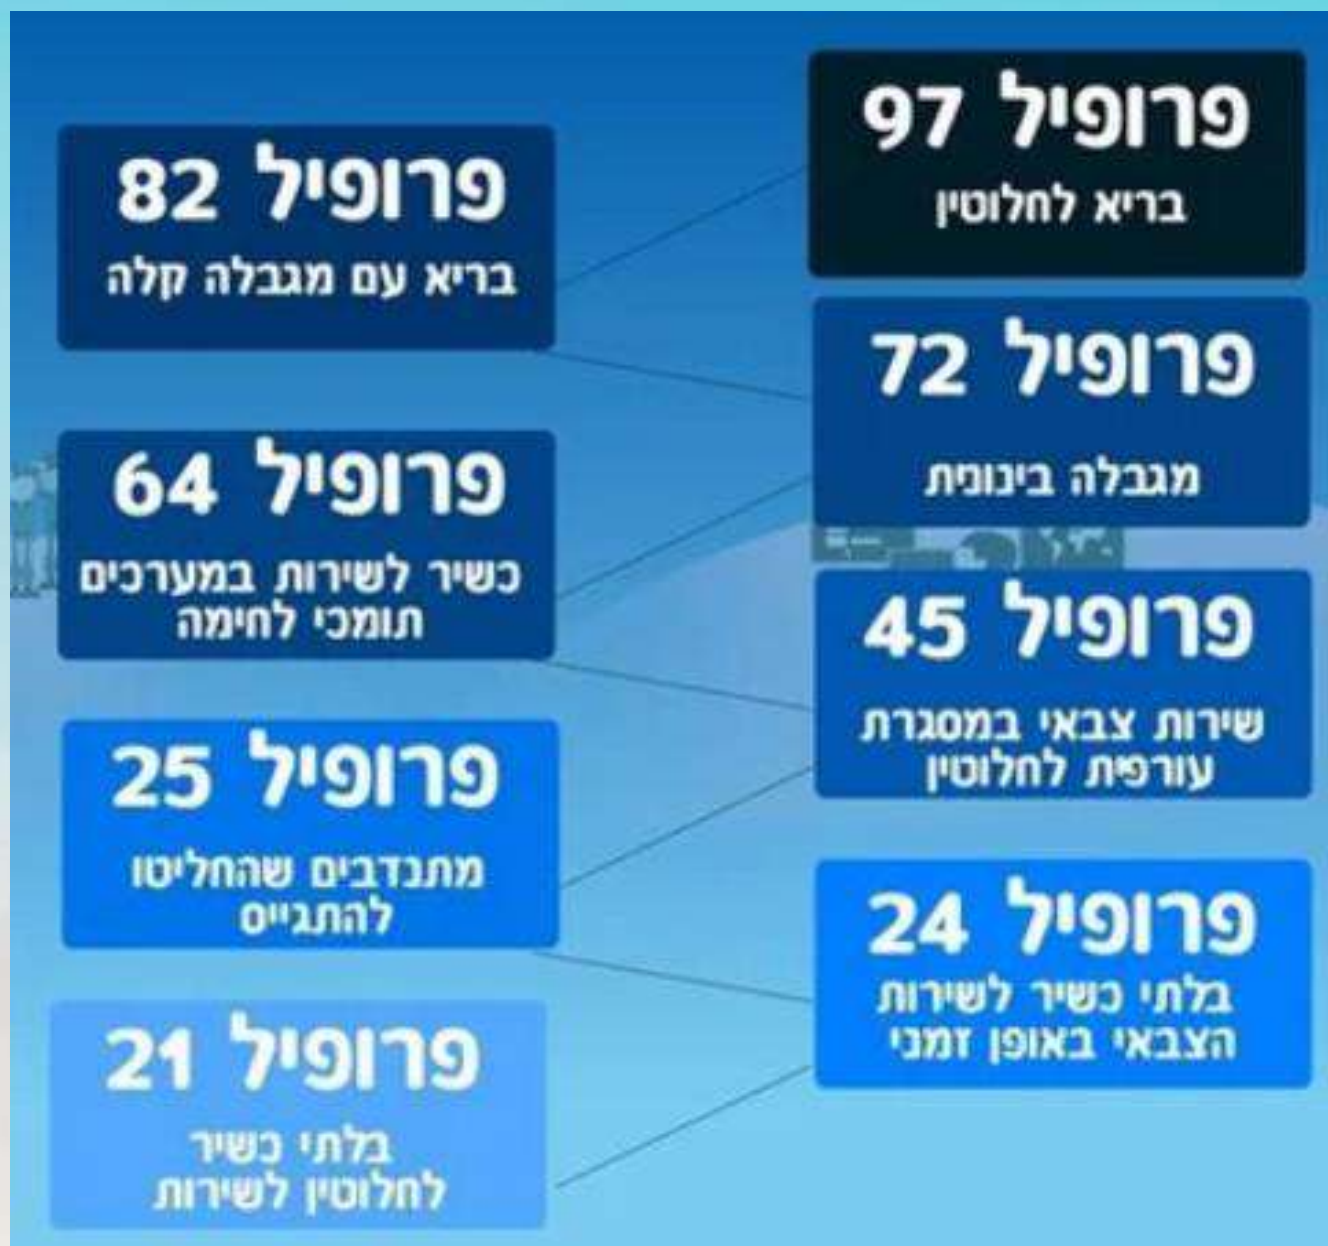 פרופיל 97
בריא לחלוטין
פרופיל 82
בריא עם מגבלה קלה
פרופיל 72
מגבלה בינונית
פרופיל 64
כשיר לשירות במערכים
תומכי לחימה
פרופיל 45
שירות צבאי במסגרת
עורפית לחלוטין
פרופיל 25
מתנדבים שהחליטו
להתגייס
פרופיל 24
בלתי כשיר לשירות
הצבאי באופן זמני
פרופיל 21
בלתי כשיר
לחלוטין לשירות